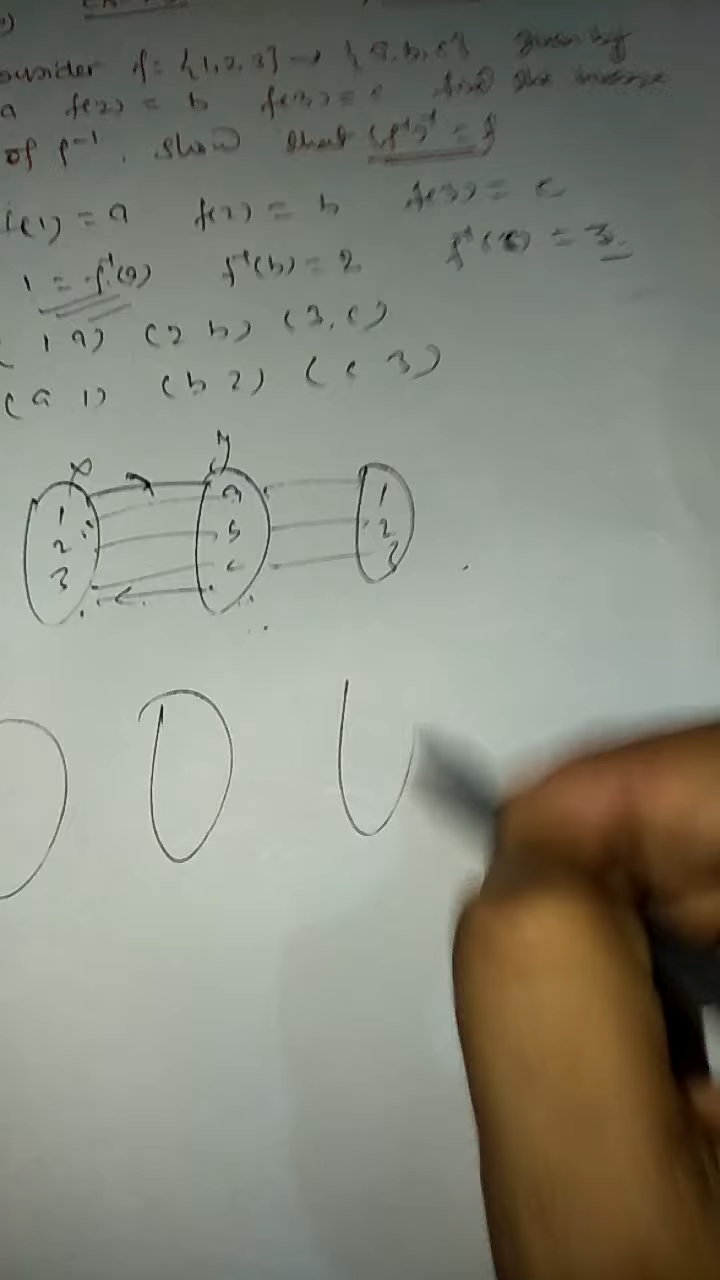 f: {1,2,3} → {a,b,c} given by
a f(2) = b f(3) = c find the inverse
of f⁻¹. show that (f⁻¹)⁻¹ = f
f(1) = a f(2) = b f(3) = c
1 = f⁻¹(a) f⁻¹(b) = 2 f⁻¹(c) = 3
( 1 a) (2 b) (3, c)
(a 1) (b 2) (c 3)
y
1 a 1
2 b 2
3 c 3